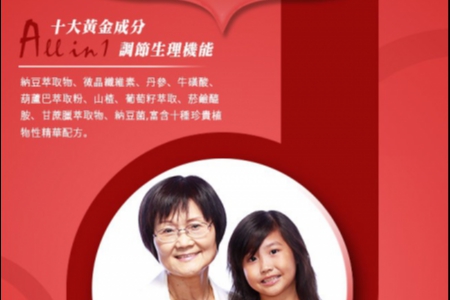 十大黃金成分
All in 1 調節生理機能
納豆萃取物、微晶纖維素、丹參、牛磺酸、
葫蘆巴萃取粉、山楂、葡萄籽萃取、菸鹼醯
胺、甘蔗臘萃取物、納豆菌,富含十種珍貴植
物性精華配方。